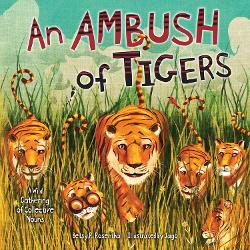 An AMBUSH
of TIGERS
A Wild
Gathering
of Collective
Nouns
Betsy R. Rosenthal Illustrated by Jago